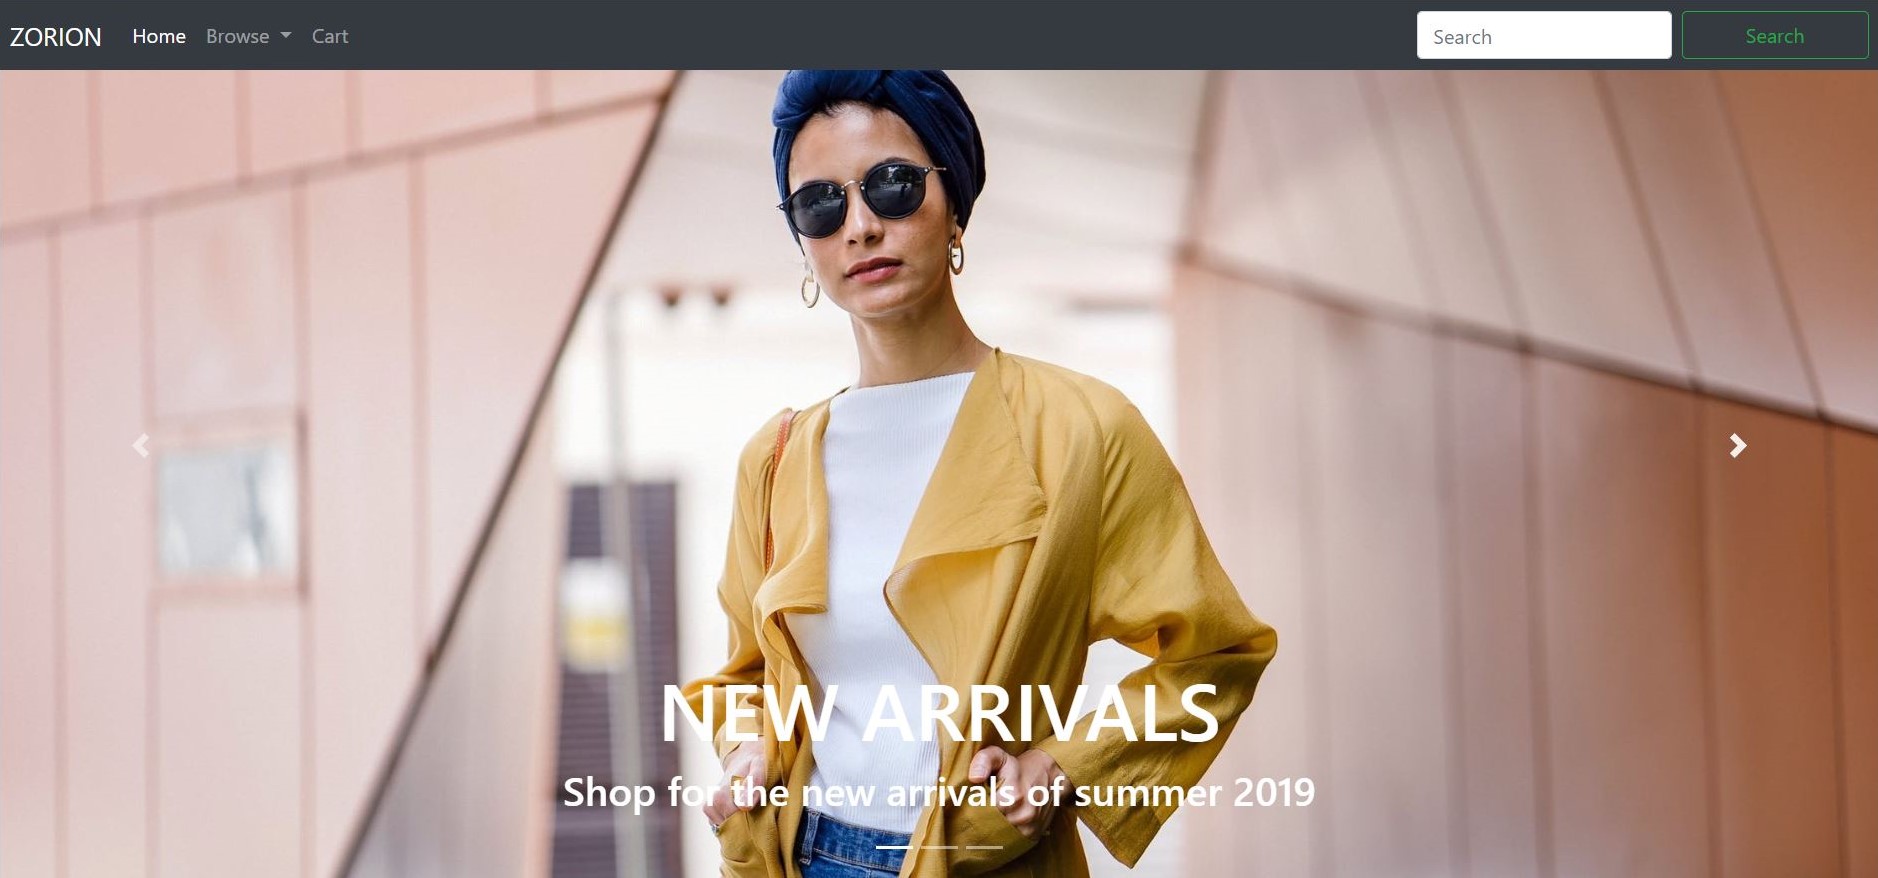 ZORION Home Browse Cart Search Search
NEW ARRIVALS
Shop for the new arrivals of summer 2019